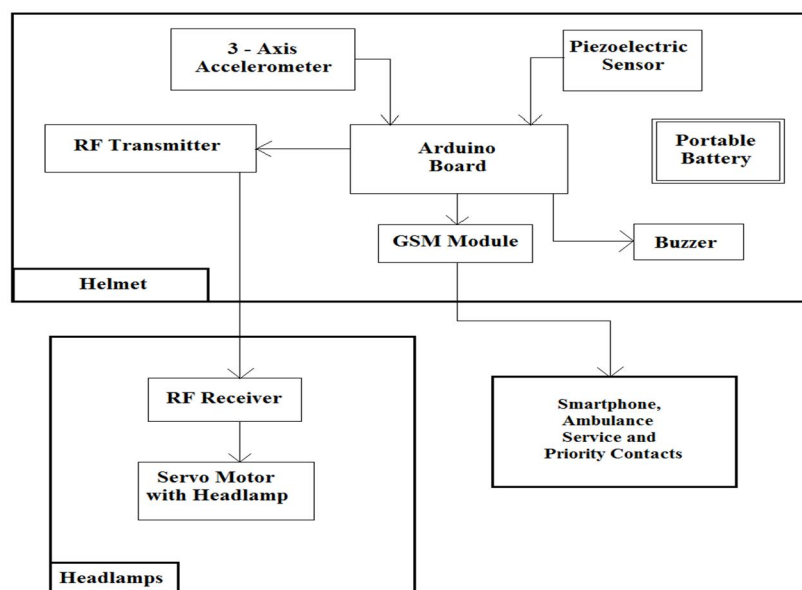 3 - Axis
Accelerometer
Piezoelectric
Sensor
RF Transmitter
Arduino
Board
Portable
Battery
GSM Module
Buzzer
Helmet
RF Receiver
Smartphone,
Ambulance
Service and
Priority Contacts
Servo Motor
with Headlamp
Headlamps